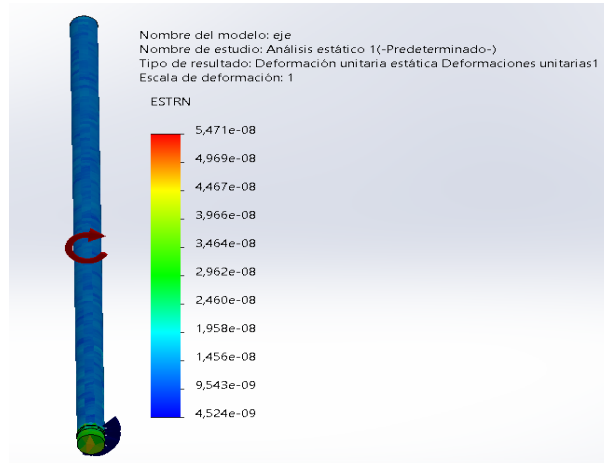 Nombre del modelo: eje
Nombre de estudio: Análisis estático 1(-Predeterminado-)
Tipo de resultado: Deformación unitaria estática Deformaciones unitarias1
Escala de deformación: 1
ESTRN
5,471e-08
4,969e-08
4,467e-08
3,966e-08
3,464e-08
2,962e-08
2,460e-08
1,958e-08
1,456e-08
9,543e-09
4,524e-09